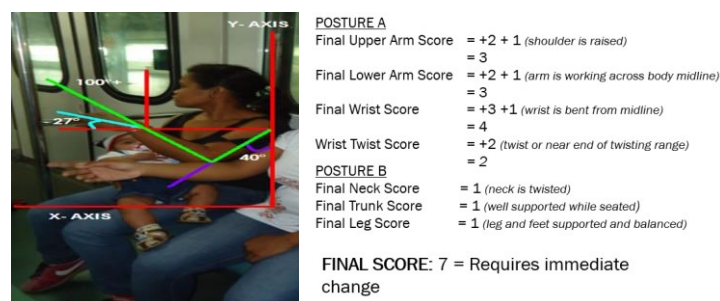 Y- AXIS
100°+
-27°
40°
X- AXIS
POSTURE A
Final Upper Arm Score = +2 + 1 (shoulder is raised)
= 3
Final Lower Arm Score = +2 + 1 (arm is working across body midline)
= 3
Final Wrist Score = +3 +1 (wrist is bent from midline)
= 4
Wrist Twist Score = +2 (twist or near end of twisting range)
= 2
POSTURE B
Final Neck Score = 1 (neck is twisted)
Final Trunk Score = 1 (well supported while seated)
Final Leg Score = 1 (leg and feet supported and balanced)
FINAL SCORE: 7 = Requires immediate
change